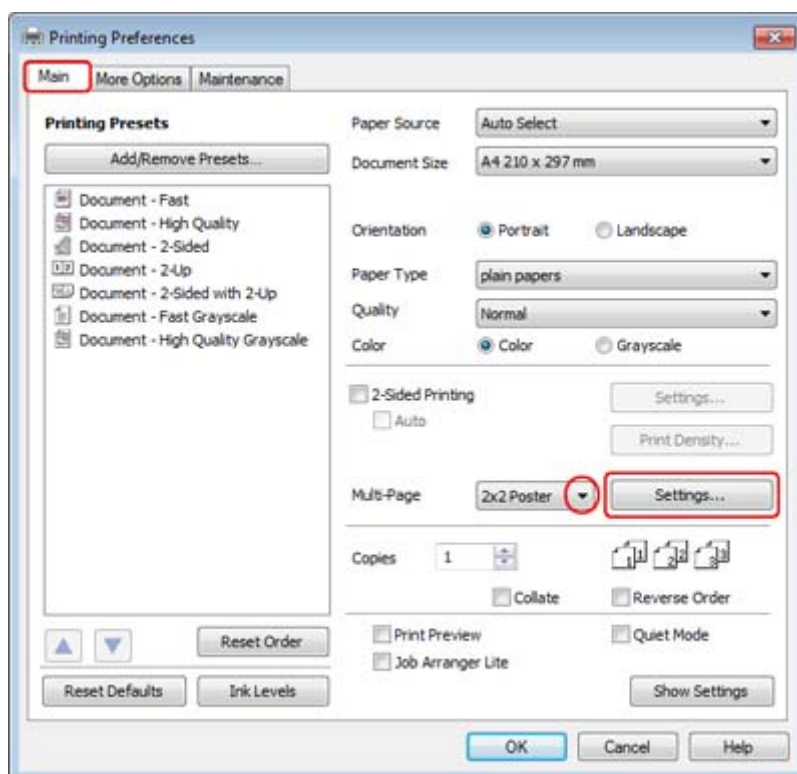 Printing Preferences
Main More Options Maintenance
Printing Presets
Add/Remove Presets...
Document - Fast
Document - High Quality
Document - 2-Sided
Document - 2-Up
Document - 2-Sided with 2-Up
Document - Fast Grayscale
Document - High Quality Grayscale
Reset Order
Reset Defaults Ink Levels
Paper Source Auto Select
Document Size A4 210 x 297 mm
Orientation Portrait Landscape
Paper Type plain papers
Quality Normal
Color Color Grayscale
2-Sided Printing Settings...
Auto
Print Density...
Multi-Page 2x2 Poster Settings...
Copies 1
Collate Reverse Order
Print Preview Quiet Mode
Job Arranger Lite
Show Settings
OK Cancel Help